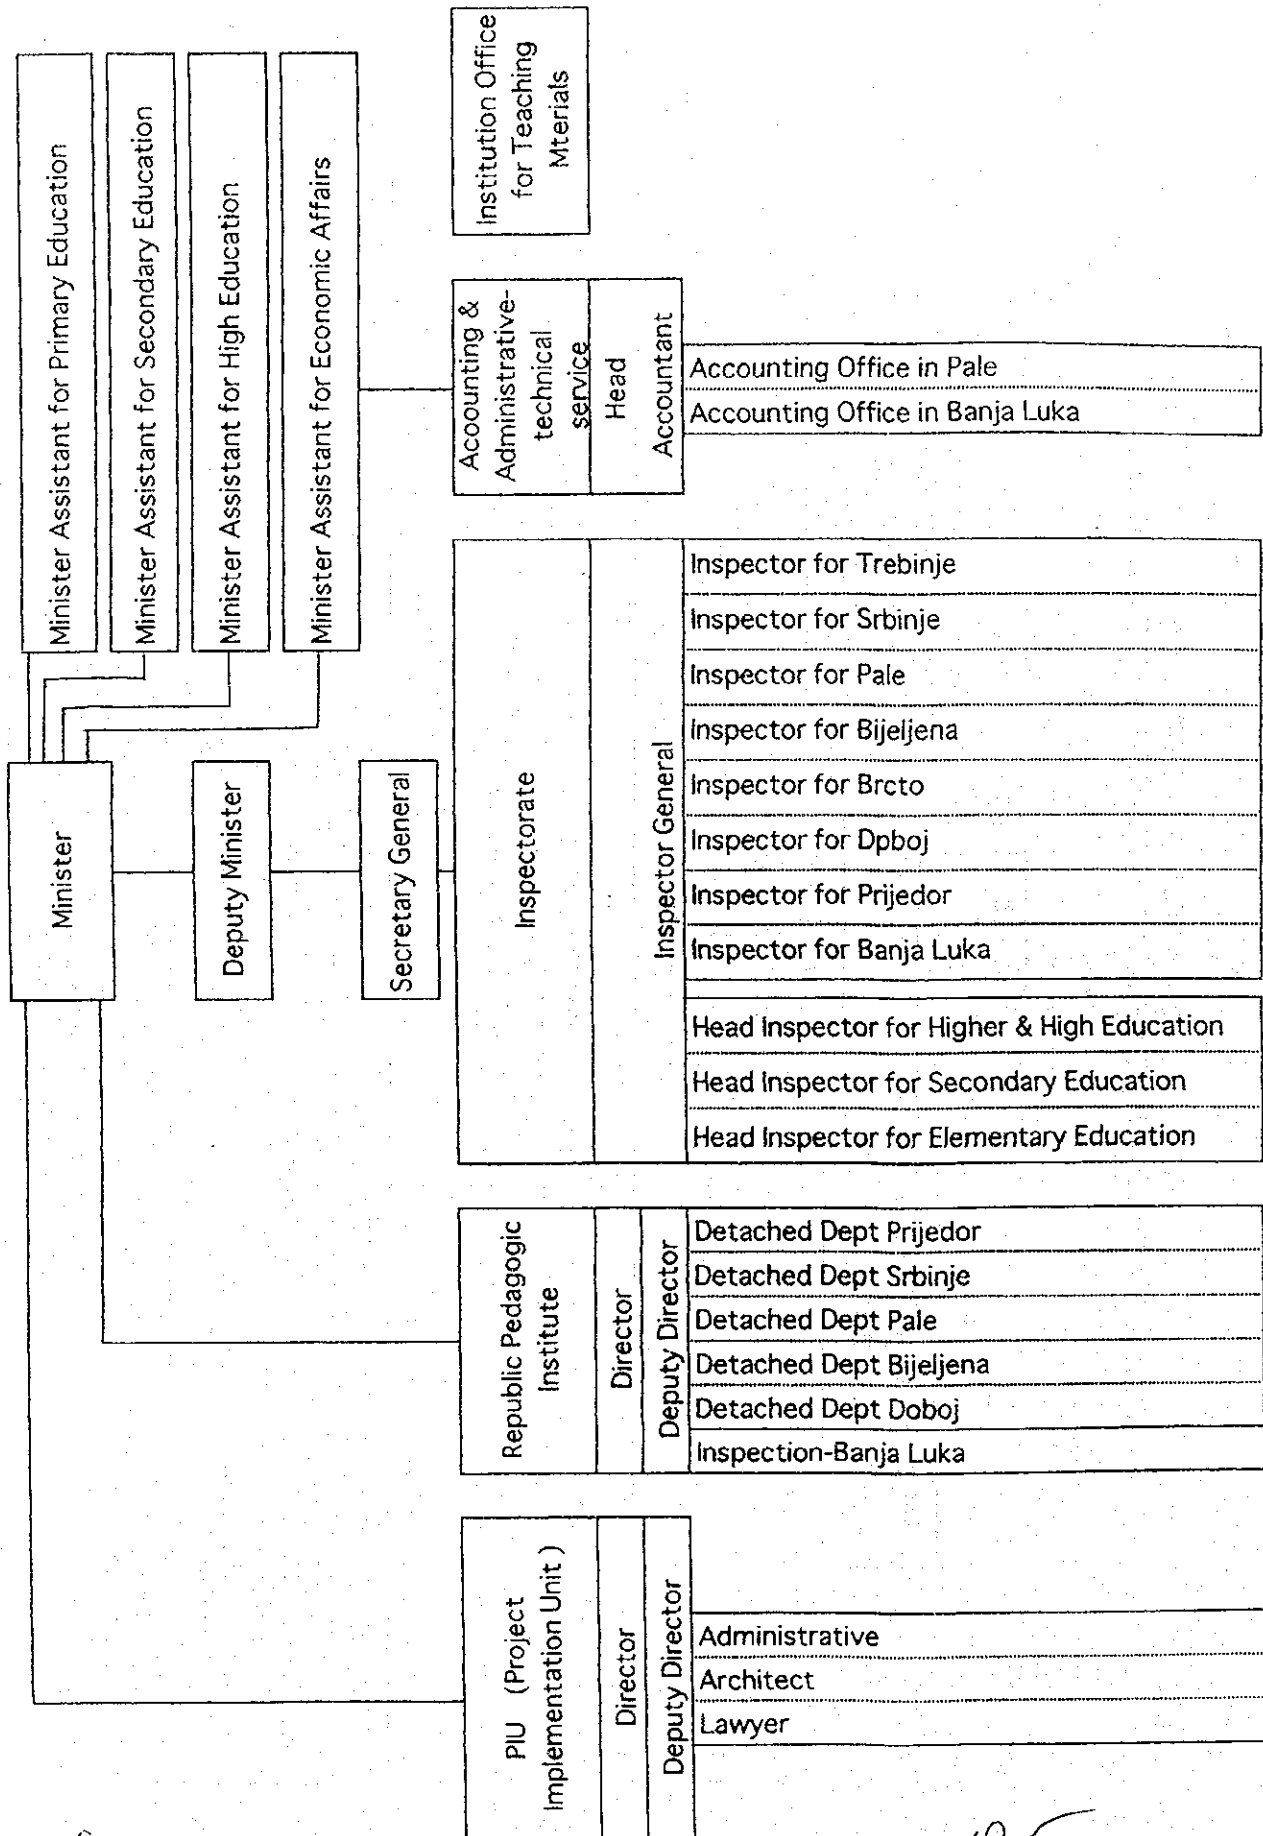 Minister
Minister Assistant for Primary Education
Minister Assistant for Secondary Education
Minister Assistant for High Education
Minister Assistant for Economic Affairs
Deputy Minister
Secretary General
PIU (Project
Implementation Unit )
Director
Deputy Director
Administrative
Architect
Lawyer
Republic Pedagogic
Institute
Director
Deputy Director
Detached Dept Prijedor
Detached Dept Srbinje
Detached Dept Pale
Detached Dept Bijeljena
Detached Dept Doboj
Inspection-Banja Luka
Inspectorate
Inspector General
Inspector for Trebinje
Inspector for Srbinje
Inspector for Pale
Inspector for Bijeljena
Inspector for Brcto
Inspector for Dpboj
Inspector for Prijedor
Inspector for Banja Luka
Head Inspector for Higher & High Education
Head Inspector for Secondary Education
Head Inspector for Elementary Education
Acoounting &
Administrative-
technical
service
Head
Accountant
Accounting Office in Pale
Accounting Office in Banja Luka
Institution Office
for Teaching
Mterials